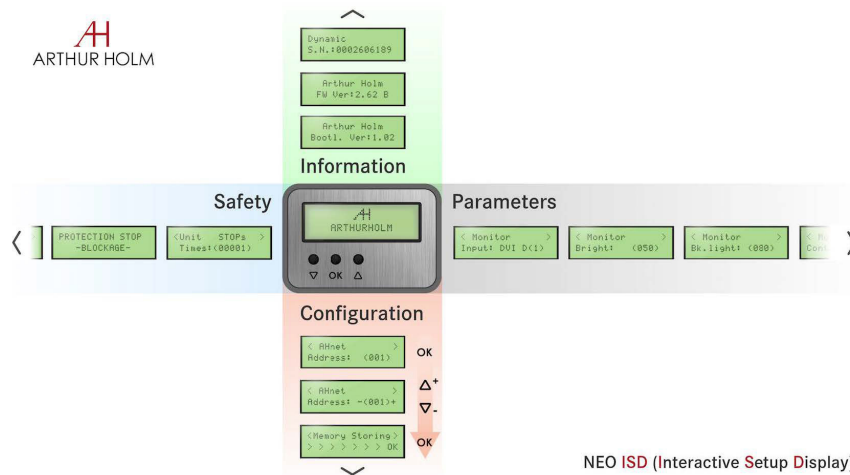 AH
ARTHUR HOLM
Dynamic
S.N.:0002606189
Arthur Holm
FW Ver:2.62 B
Arthur Holm
Bootl. Ver:1.02
Information
Safety
Parameters
PROTECTION STOP
-BLOCKAGE-
<Unit STOPs >
Times:(00001)
AH
ARTHURHOLM
OK
< Monitor >
Input: DVI D(1)
< Monitor >
Bright: (050)
< Monitor >
Bk.light: (080)
Configuration
< AHnet >
Address: (001)
OK
< AHnet >
Address: -(001)+
+
-
<Memory Storing>
> > > > > > OK
OK
NEO ISD (Interactive Setup Display)